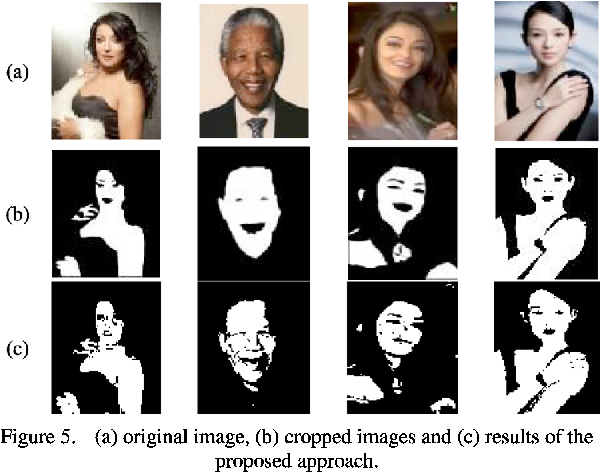 (a)
(b)
(c)
Figure 5. (a) original image, (b) cropped images and (c) results of the
proposed approach.